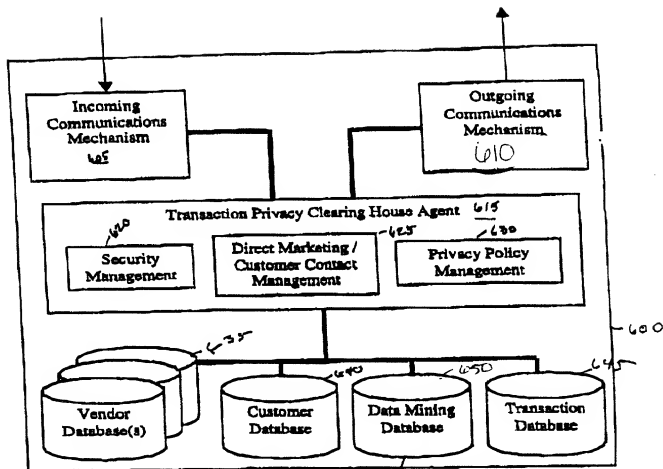 Incoming
Communications
Mechanism
605
Outgoing
Communications
Mechanism
610
Transaction Privacy Clearing House Agent 615
620
Security
Management
625
Direct Marketing /
Customer Contact
Management
630
Privacy Policy
Management
600
635
Vendor
Database(s)
640
Customer
Database
650
Data Mining
Database
645
Transaction
Database